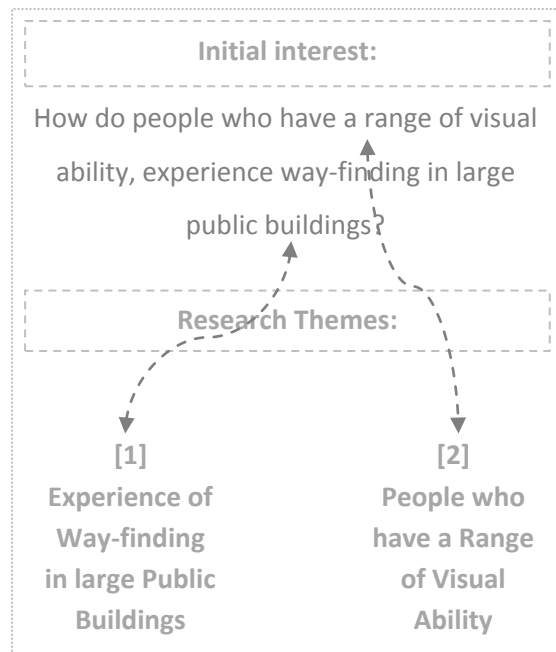 Initial interest:
How do people who have a range of visual
ability, experience way-finding in large
public buildings?
Research Themes:
[1]
Experience of
Way-finding
in large Public
Buildings
[2]
People who
have a Range
of Visual
Ability